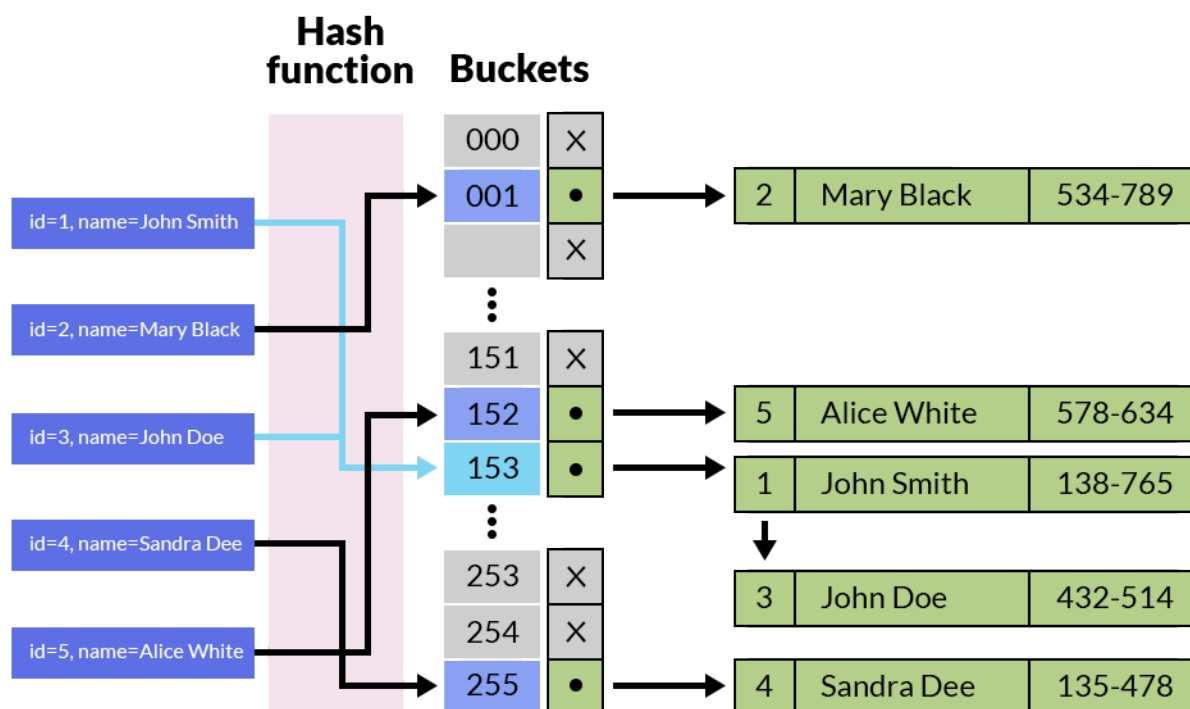 Hash
function
Buckets
000
X
001
2 Mary Black 534-789
X
id=1, name=John Smith
id=2, name=Mary Black
151
X
152
5 Alice White 578-634
id=3, name=John Doe
153
1 John Smith 138-765
id=4, name=Sandra Dee
253
X
3 John Doe 432-514
254
X
id=5, name=Alice White
255
4 Sandra Dee 135-478